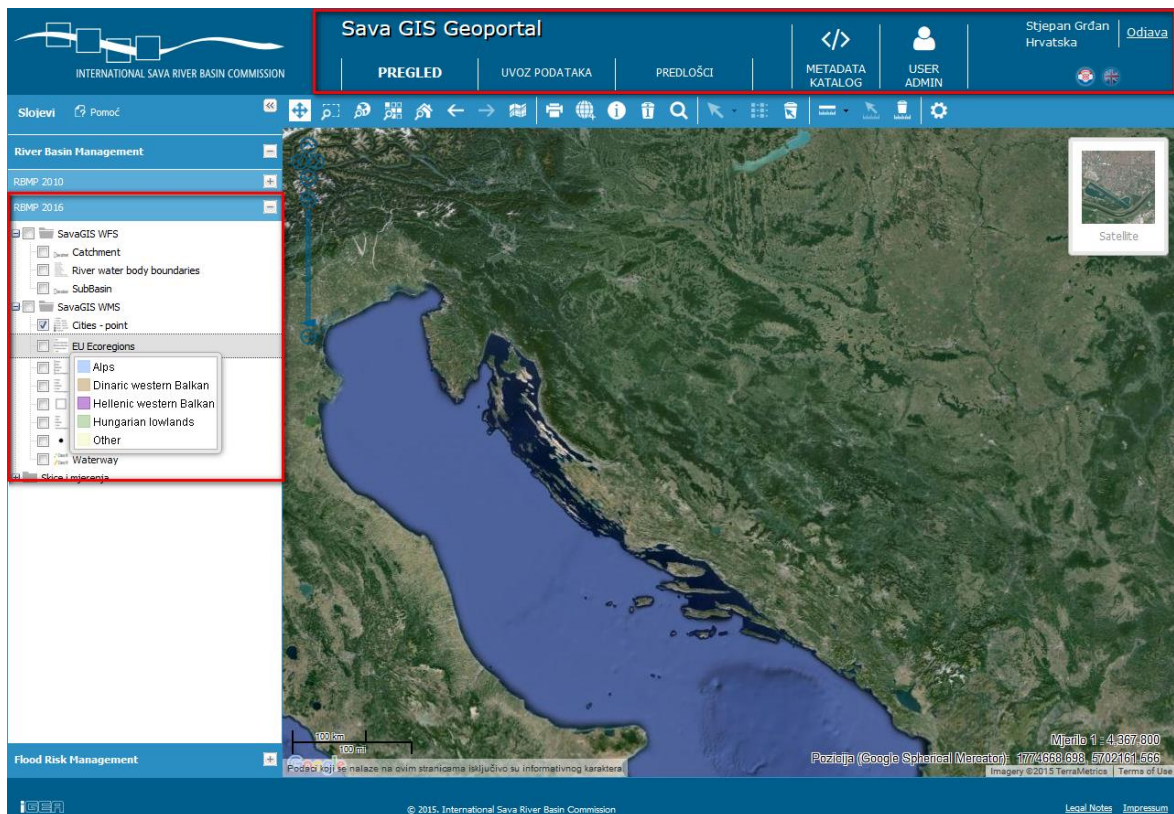 INTERNATIONAL SAVA RIVER BASIN COMMISSION
Sava GIS Geoportal
PREGLED
UVOZ PODATAKA
PREDLOŠCI
</>
METADATA
KATALOG
USER
ADMIN
Stjepan Grđan
Hrvatska
Odjava
Slojevi
Pomoć
River Basin Management
RBMP 2010
RBMP 2016
SavaGIS WFS
Catchment
River water body boundaries
SubBasin
SavaGIS WMS
Cities - point
EU Ecoregions
Alps
Dinaric western Balkan
Hellenic western Balkan
Hungarian lowlands
Other
Waterway
Skice i mjerenja
Flood Risk Management
Satellite
100 km
100 mi
Google
Podaci koji se nalaze na ovim stranicama isključivo su informativnog karaktera.
Mjerilo 1 : 4.367.800
Pozicija (Google Spherical Mercator): 1774668.698, 5702161.566
Imagery ©2015 TerraMetrics
Terms of Use
IGEA
© 2015. International Sava River Basin Commission
Legal Notes
Impressum